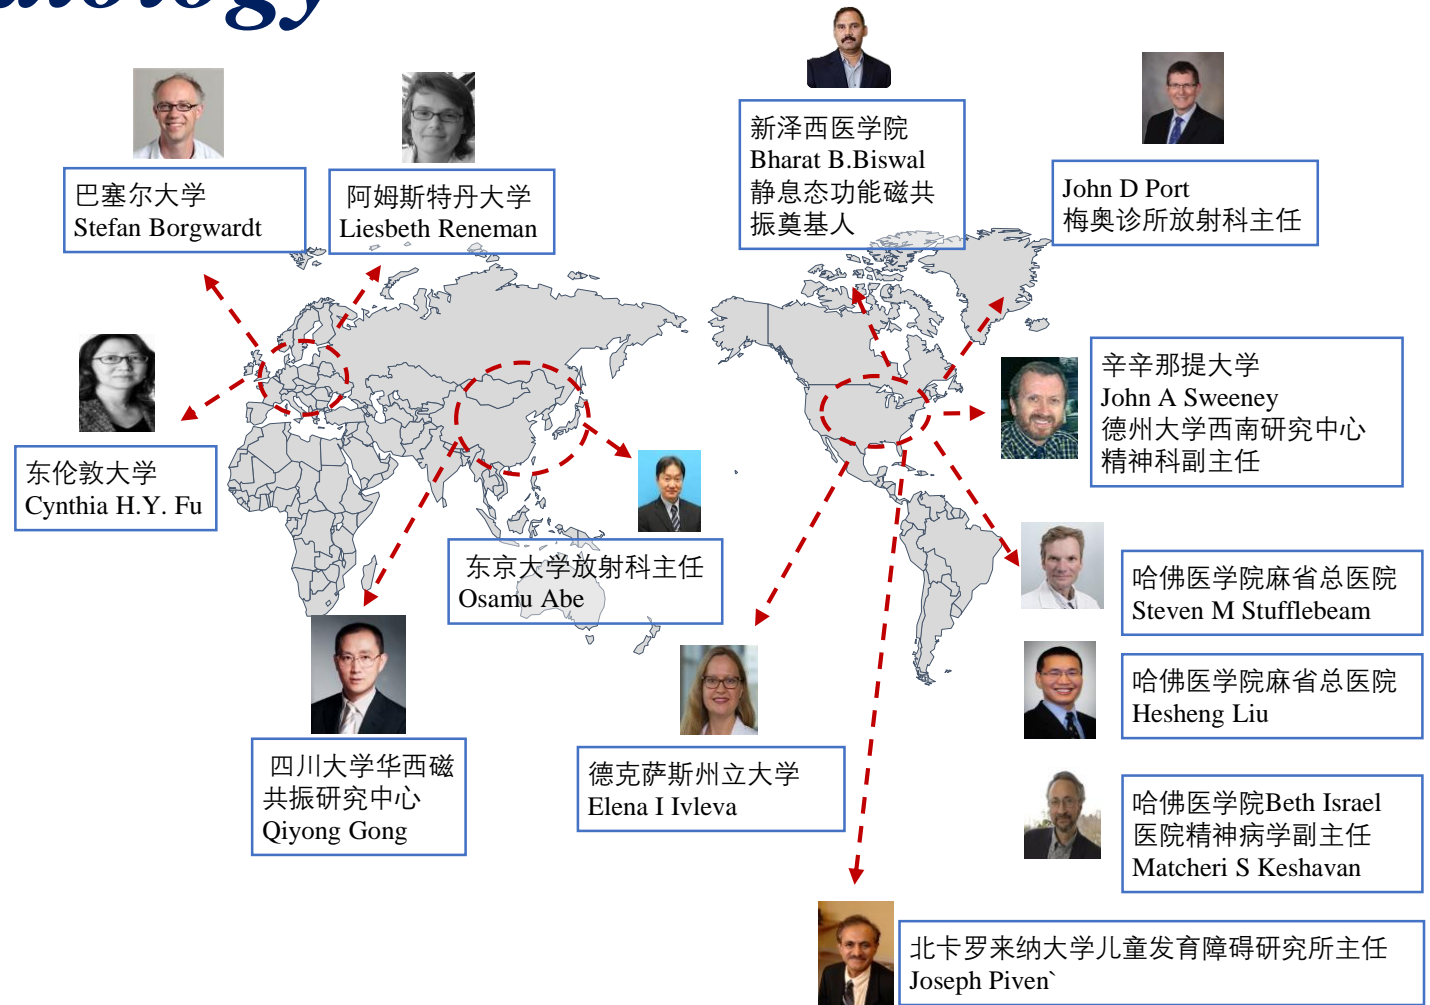 巴塞尔大学
Stefan Borgwardt
阿姆斯特丹大学
Liesbeth Reneman
新泽西医学院
Bharat B.Biswal
静息态功能磁共
振奠基人
John D Port
梅奥诊所放射科主任
东伦敦大学
Cynthia H.Y. Fu
辛辛那提大学
John A Sweeney
德州大学西南研究中心
精神科副主任
东京大学放射科主任
Osamu Abe
哈佛医学院麻省总医院
Steven M Stufflebeam
哈佛医学院麻省总医院
Hesheng Liu
四川大学华西磁
共振研究中心
Qiyong Gong
德克萨斯州立大学
Elena I Ivleva
哈佛医学院Beth Israel
医院精神病学副主任
Matcheri S Keshavan
北卡罗来纳大学儿童发育障碍研究所主任
Joseph Piven`